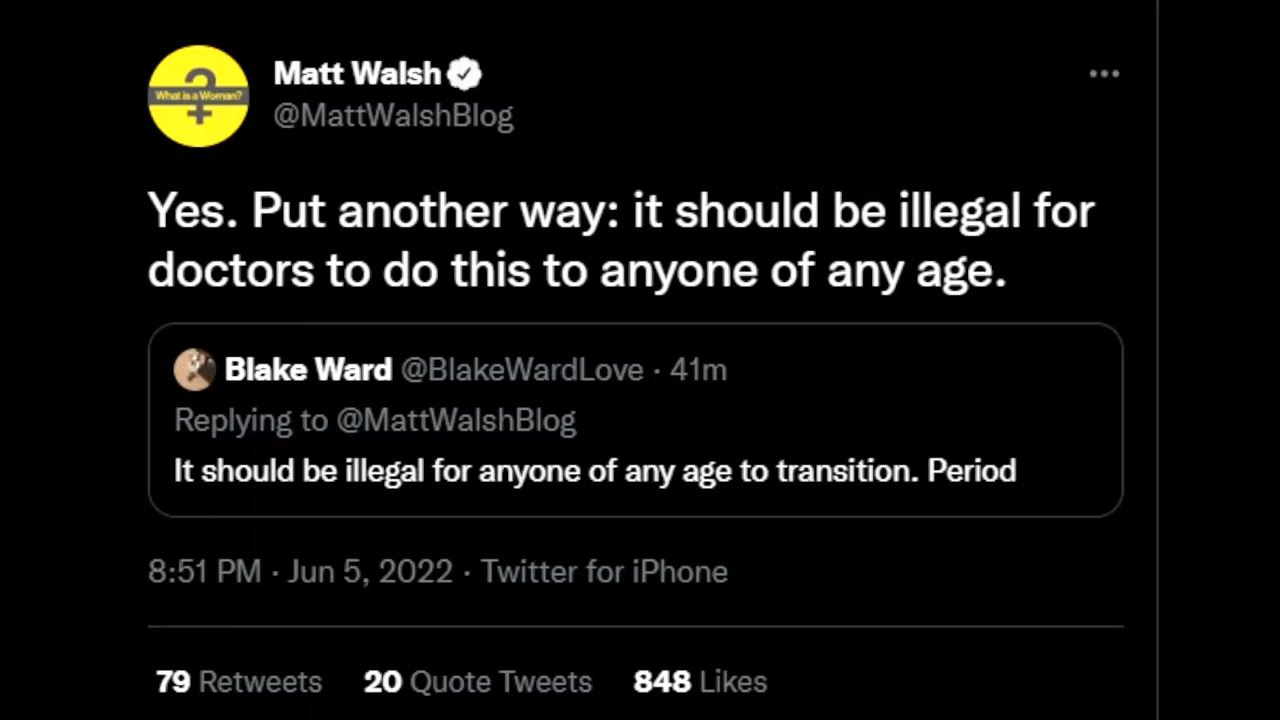 Matt Walsh
What is a Woman?
@MattWalshBlog
Yes. Put another way: it should be illegal for
doctors to do this to anyone of any age.
Blake Ward @BlakeWardLove · 41m
Replying to @MattWalshBlog
It should be illegal for anyone of any age to transition. Period
8:51 PM · Jun 5, 2022 · Twitter for iPhone
79 Retweets 20 Quote Tweets 848 Likes